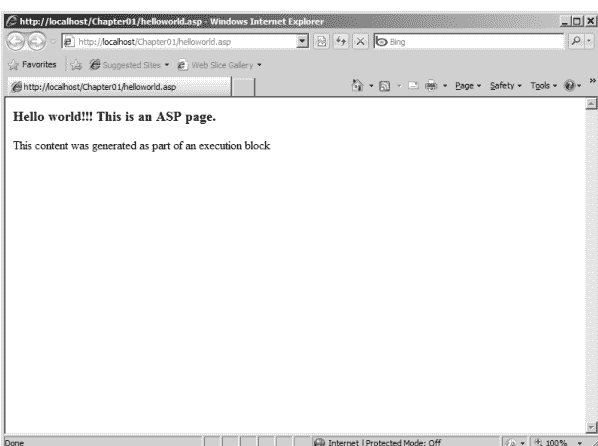 http://localhost/Chapter01/helloworld.asp - Windows Internet Explorer
http://localhost/Chapter01/helloworld.asp
Bing
Favorites Suggested Sites Web Slice Gallery
http://localhost/Chapter01/helloworld.asp Page Safety Tools
Hello world!!! This is an ASP page.
This content was generated as part of an execution block
Done Internet | Protected Mode: Off 100%